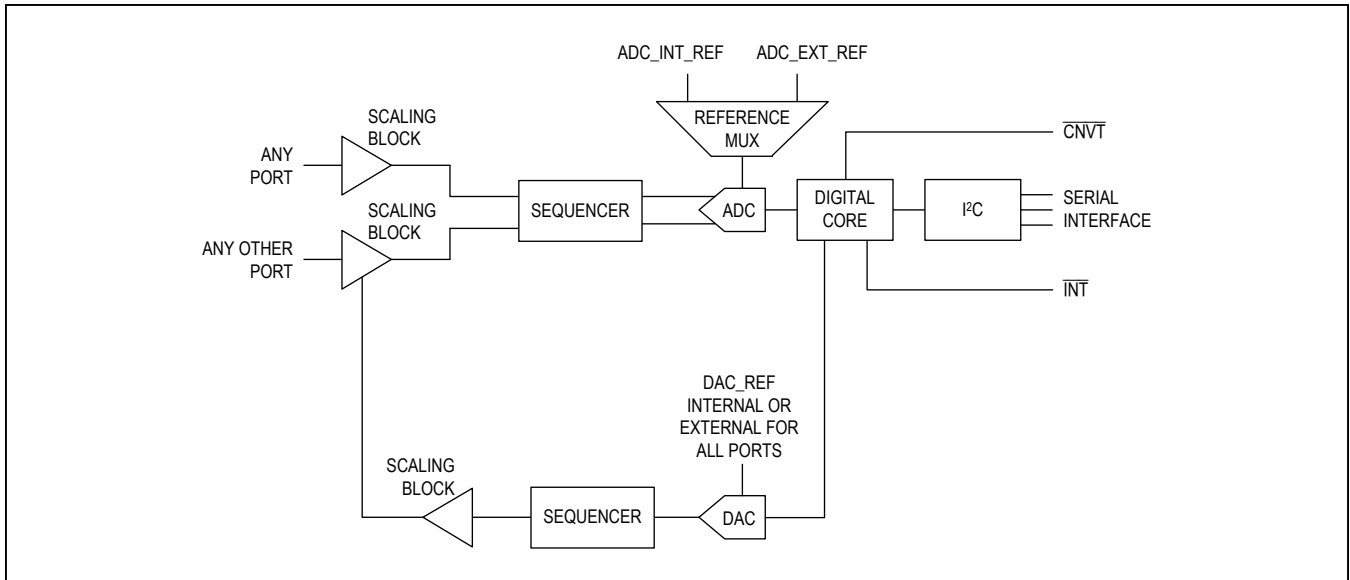 ADC_INT_REF
ADC_EXT_REF
REFERENCE
MUX
SCALING
BLOCK
ANY
PORT
SCALING
BLOCK
ANY OTHER
PORT
SEQUENCER
ADC
DIGITAL
CORE
I²C
CNVT
SERIAL
INTERFACE
INT
DAC_REF
INTERNAL OR
EXTERNAL FOR
ALL PORTS
SCALING
BLOCK
SEQUENCER
DAC